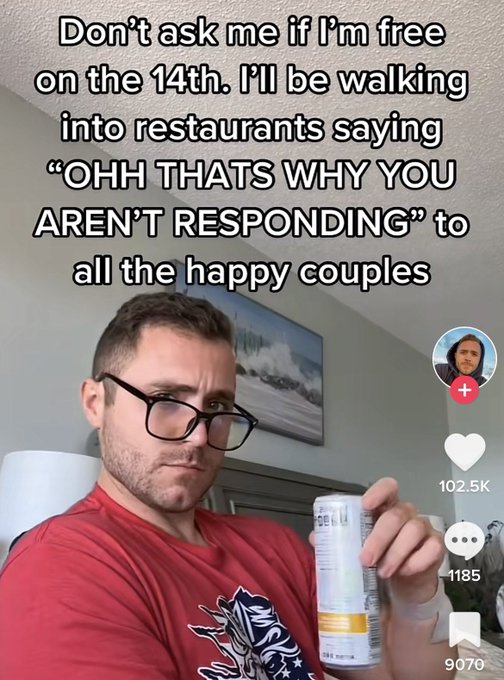 Don't ask me if I'm free
on the 14th. I'll be walking
into restaurants saying
“OHH THATS WHY YOU
AREN'T RESPONDING” to
all the happy couples
102.5K
1185
9070